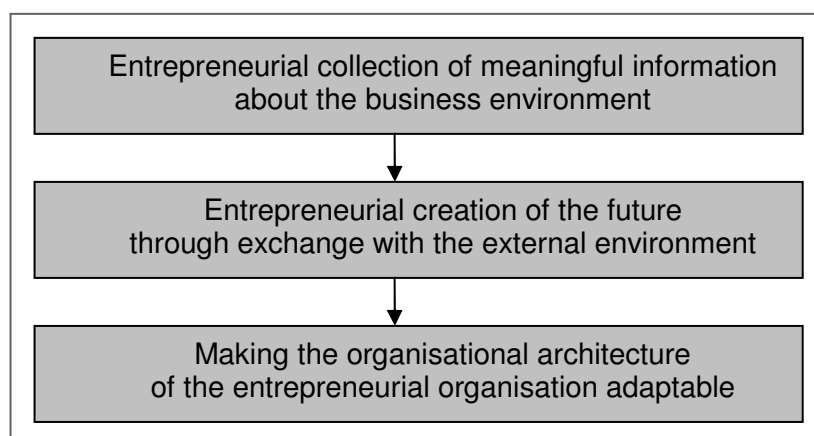 Entrepreneurial collection of meaningful information
about the business environment
Entrepreneurial creation of the future
through exchange with the external environment
Making the organisational architecture
of the entrepreneurial organisation adaptable